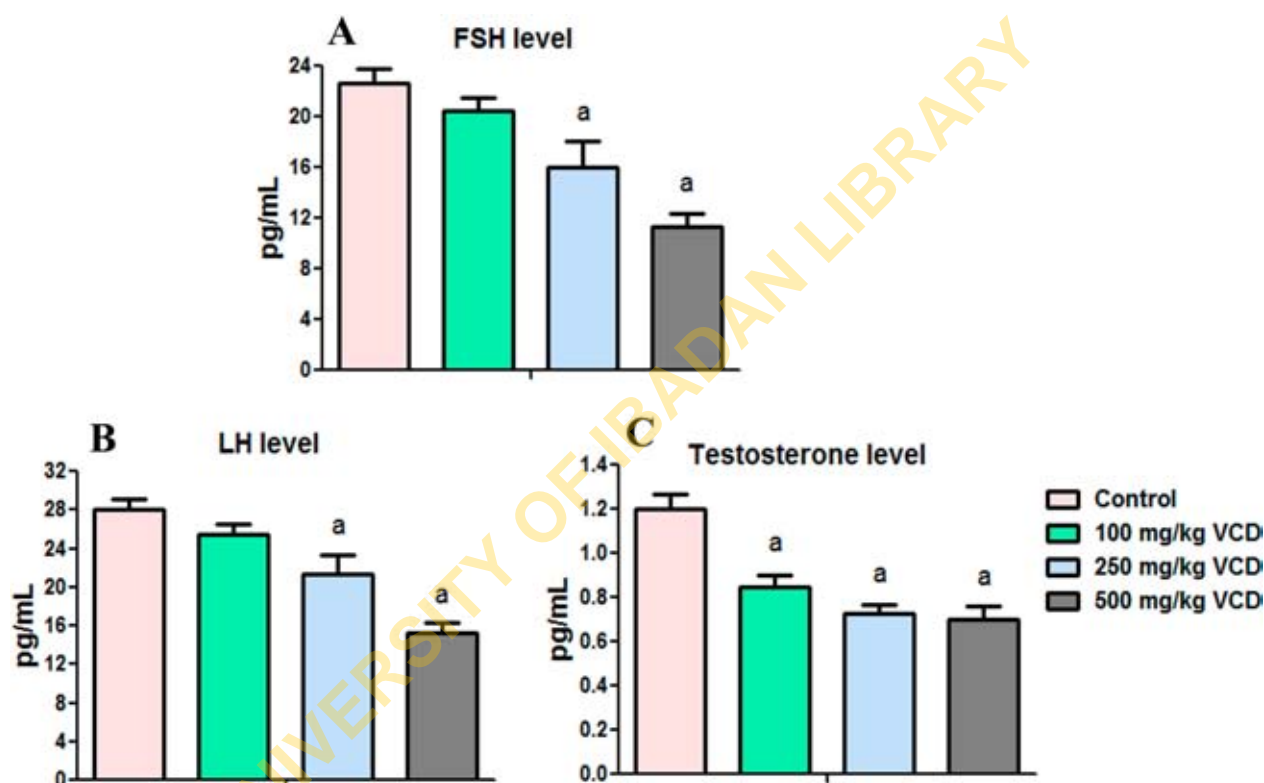 A
FSH level
pg/mL
24
20
16
12
8
4
0
a
a
B
LH level
pg/mL
32
28
24
20
16
12
8
4
0
a
a
C
Testosterone level
pg/mL
1.4
1.2
1.0
0.8
0.6
0.4
0.2
0.0
a
a
a
Control
100 mg/kg VCD
250 mg/kg VCD
500 mg/kg VCD
UNIVERSITY OF IBADAN LIBRARY